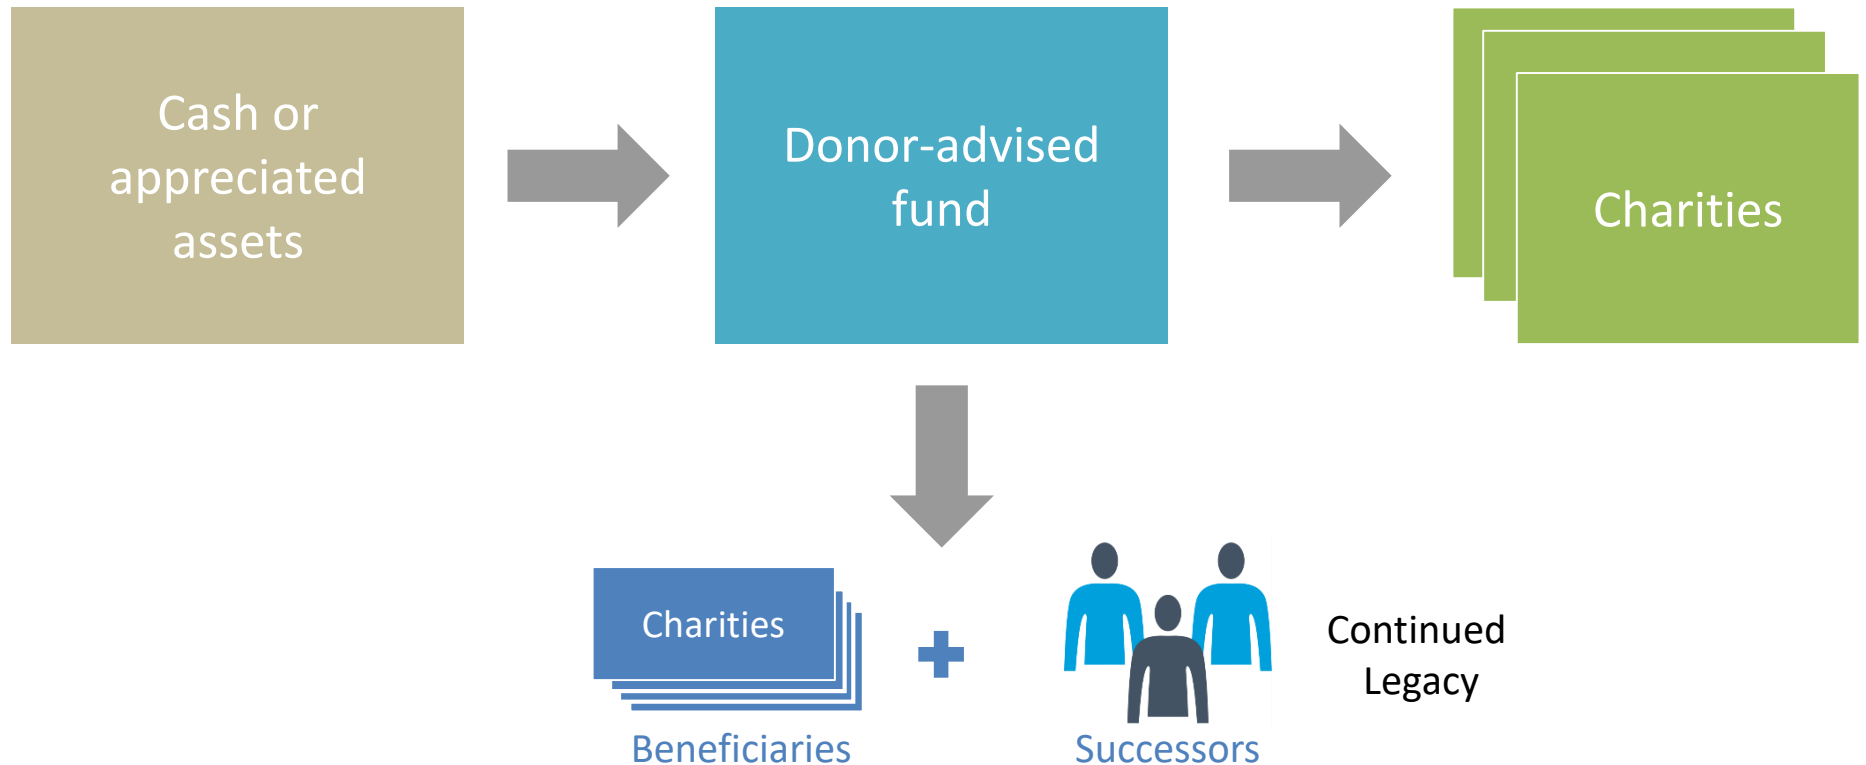 Cash or
appreciated
assets
Donor-advised
fund
Charities
Charities
Beneficiaries
Successors
Continued
Legacy